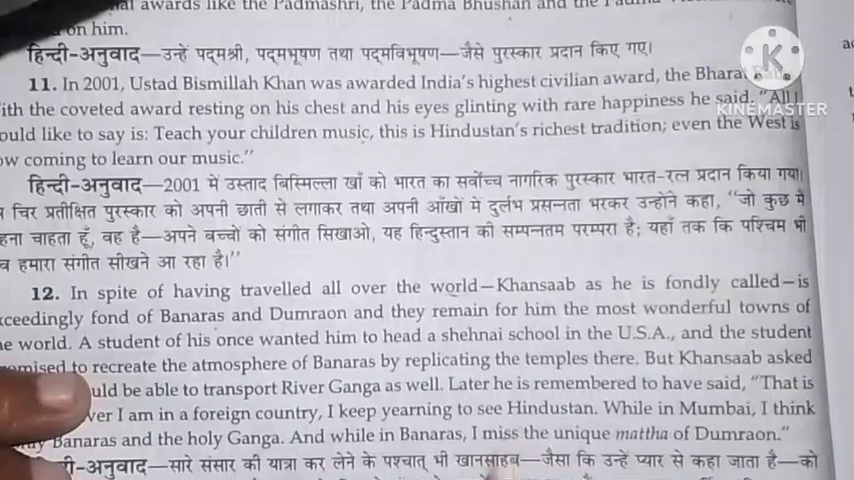 awards like the Padmashri, the Padma Bhushan and the Padma
on him.
हिन्दी-अनुवाद—उन्हें पद्मश्री, पद्मभूषण तथा पद्मविभूषण—जैसे पुरस्कार प्रदान किए गए।
11. In 2001, Ustad Bismillah Khan was awarded India's highest civilian award, the Bharat
ith the coveted award resting on his chest and his eyes glinting with rare happiness he said, "All I
ould like to say is: Teach your children music, this is Hindustan's richest tradition; even the West is
ow coming to learn our music."
हिन्दी-अनुवाद—2001 में उस्ताद बिस्मिल्ला खाँ को भारत का सर्वोच्च नागरिक पुरस्कार भारत-रत्न प्रदान किया गया।
चिर प्रतीक्षित पुरस्कार को अपनी छाती से लगाकर तथा अपनी आँखों में दुर्लभ प्रसन्नता भरकर उन्होंने कहा, "जो कुछ मैं
हना चाहता हूँ, वह है—अपने बच्चों को संगीत सिखाओ, यह हिन्दुस्तान की सम्पन्नतम परम्परा है; यहाँ तक कि पश्चिम भी
ब हमारा संगीत सीखने आ रहा है।"
12. In spite of having travelled all over the world—Khansaab as he is fondly called—is
xceedingly fond of Banaras and Dumraon and they remain for him the most wonderful towns of
he world. A student of his once wanted him to head a shehnai school in the U.S.A., and the student
omised to recreate the atmosphere of Banaras by replicating the temples there. But Khansaab asked
uld be able to transport River Ganga as well. Later he is remembered to have said, "That is
ver I am in a foreign country, I keep yearning to see Hindustan. While in Mumbai, I think
Banaras and the holy Ganga. And while in Banaras, I miss the unique mattha of Dumraon."
दी-अनुवाद—सारे संसार की यात्रा कर लेने के पश्चात् भी खानसाहब—जैसा कि उन्हें प्यार से कहा जाता है—को
KINEMASTER